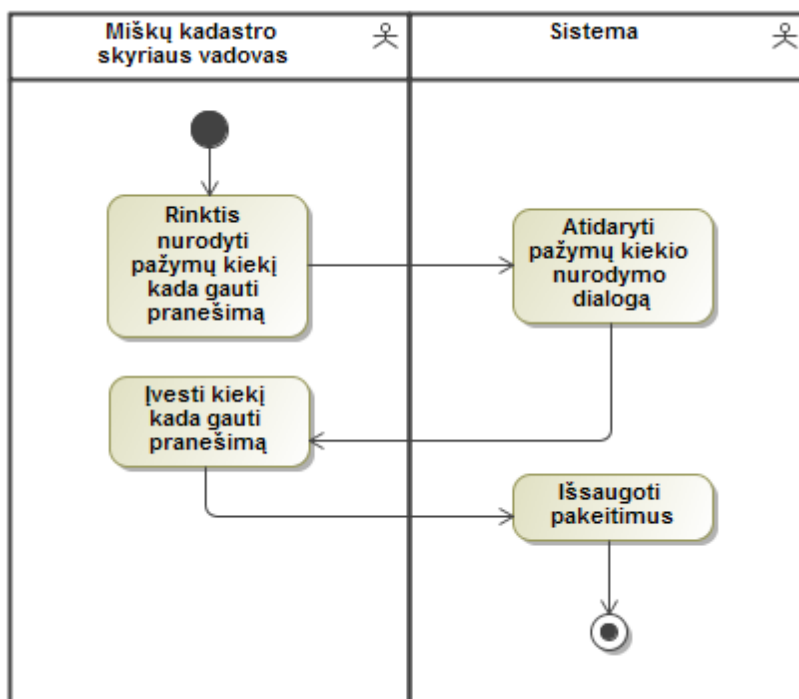 Miškų kadastro
skyriaus vadovas
Sistema
Rinktis
nurodyti
pažymų kiekį
kada gauti
pranešimą
Atidaryti
pažymų kiekio
nurodymo
dialogą
Įvesti kiekį
kada gauti
pranešimą
Išsaugoti
pakeitimus